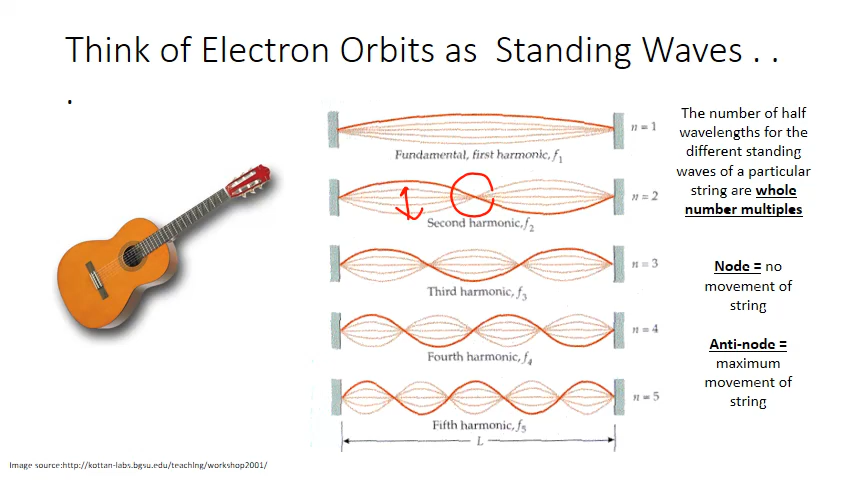 Think of Electron Orbits as  Standing Waves . .
.
The number of half
wavelengths for the
different standing
waves of a particular
string are whole
number multiples
n = 1
Fundamental, first harmonic, f1
n = 2
Second harmonic, f2
n = 3
Third harmonic, f3
n = 4
Fourth harmonic, f4
n = 5
Fifth harmonic, f5
L
Node = no
movement of
string
Anti-node =
maximum
movement of
string
Image source:http://kottan-labs.bgsu.edu/teaching/workshop2001/